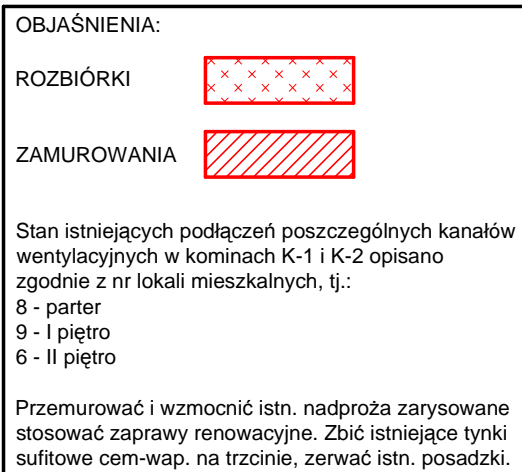 OBJAŚNIENIA:
ROZBIÓRKI
ZAMUROWANIA
Stan istniejących podłączeń poszczególnych kanałów
wentylacyjnych w kominach K-1 i K-2 opisano
zgodnie z nr lokali mieszkalnych, tj.:
8 - parter
9 - I piętro
6 - II piętro
Przemurować i wzmocnić istn. nadproża zarysowane
stosować zaprawy renowacyjne. Zbić istniejące tynki
sufitowe cem-wap. na trzcinie, zerwać istn. posadzki.